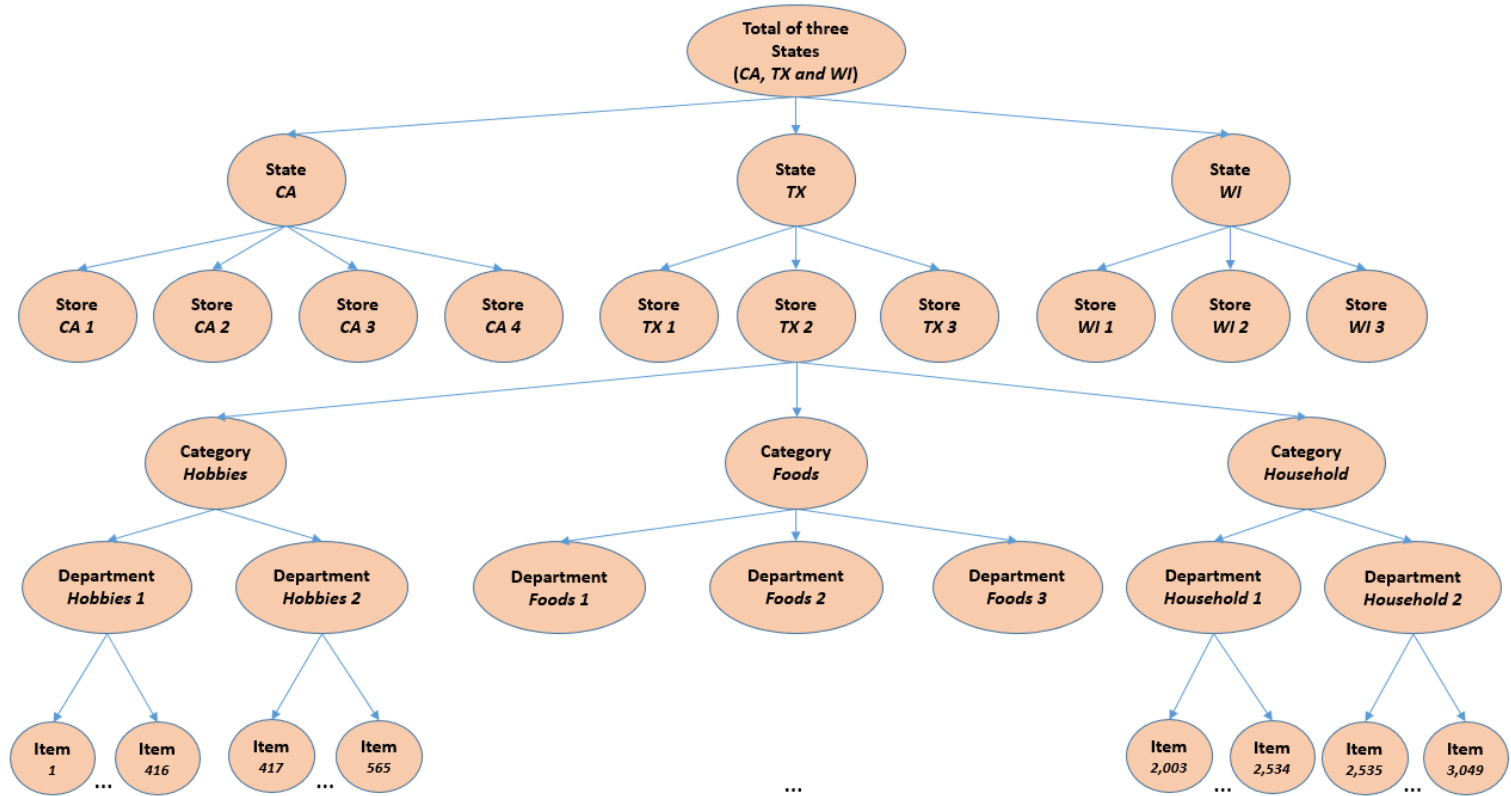 Total of three
States
(CA, TX and WI)
State
CA
State
TX
State
WI
Store
CA 1
Store
CA 2
Store
CA 3
Store
CA 4
Store
TX 1
Store
TX 2
Store
TX 3
Store
WI 1
Store
WI 2
Store
WI 3
Category
Hobbies
Category
Foods
Category
Household
Department
Hobbies 1
Department
Hobbies 2
Department
Foods 1
Department
Foods 2
Department
Foods 3
Department
Household 1
Department
Household 2
Item
1
...
Item
416
Item
417
...
Item
565
...
Item
2,003
...
Item
2,534
Item
2,535
...
Item
3,049